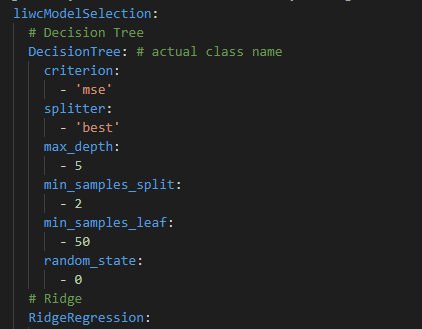 liwcModelSelection:
  # Decision Tree
  DecisionTree: # actual class name
    criterion:
      - 'mse'
    splitter:
      - 'best'
    max_depth:
      - 5
    min_samples_split:
      - 2
    min_samples_leaf:
      - 50
    random_state:
      - 0
  # Ridge
  RidgeRegression: